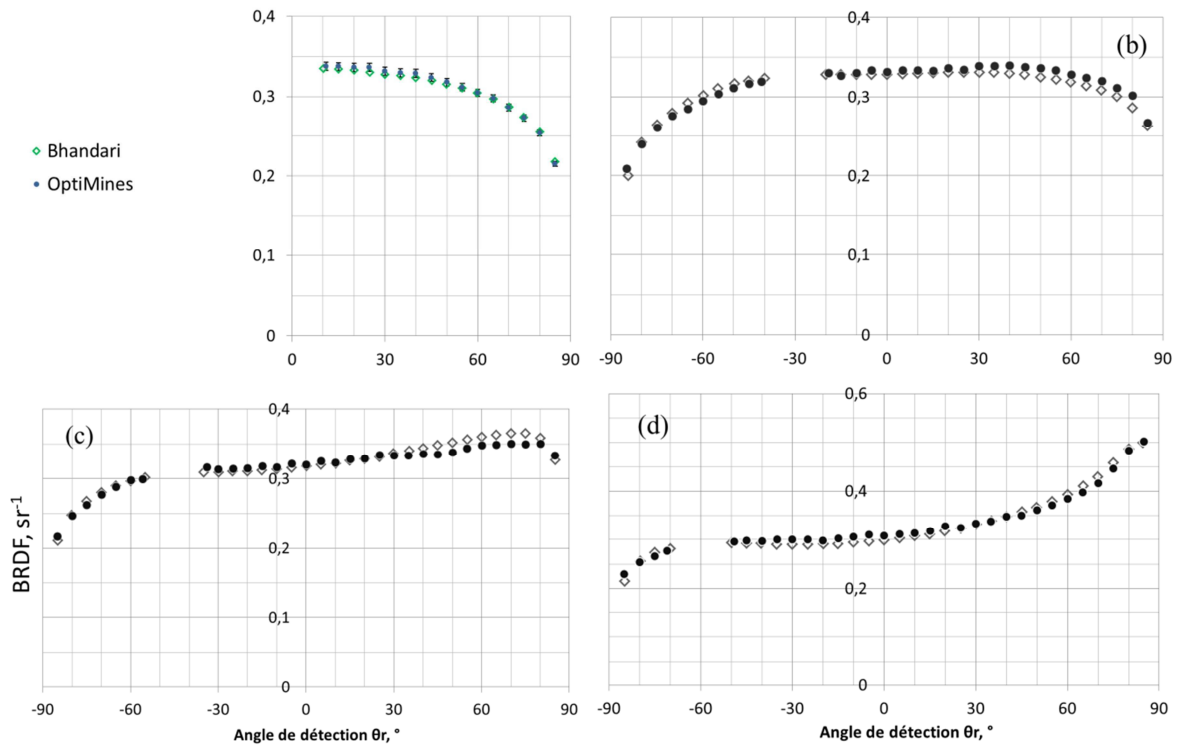 0,4
0,3
0,2
0,1
0
0 30 60 90
Bhandari
OptiMines
(b)
0,4
0,3
0,2
0,1
0
-90 -60 -30 0 30 60 90
(c)
0,4
0,3
0,2
0,1
0
-90 -60 -30 0 30 60 90
BRDF, sr-1
Angle de détection θr, °
(d)
0,6
0,4
0,2
0
-90 -60 -30 0 30 60 90
Angle de détection θr, °